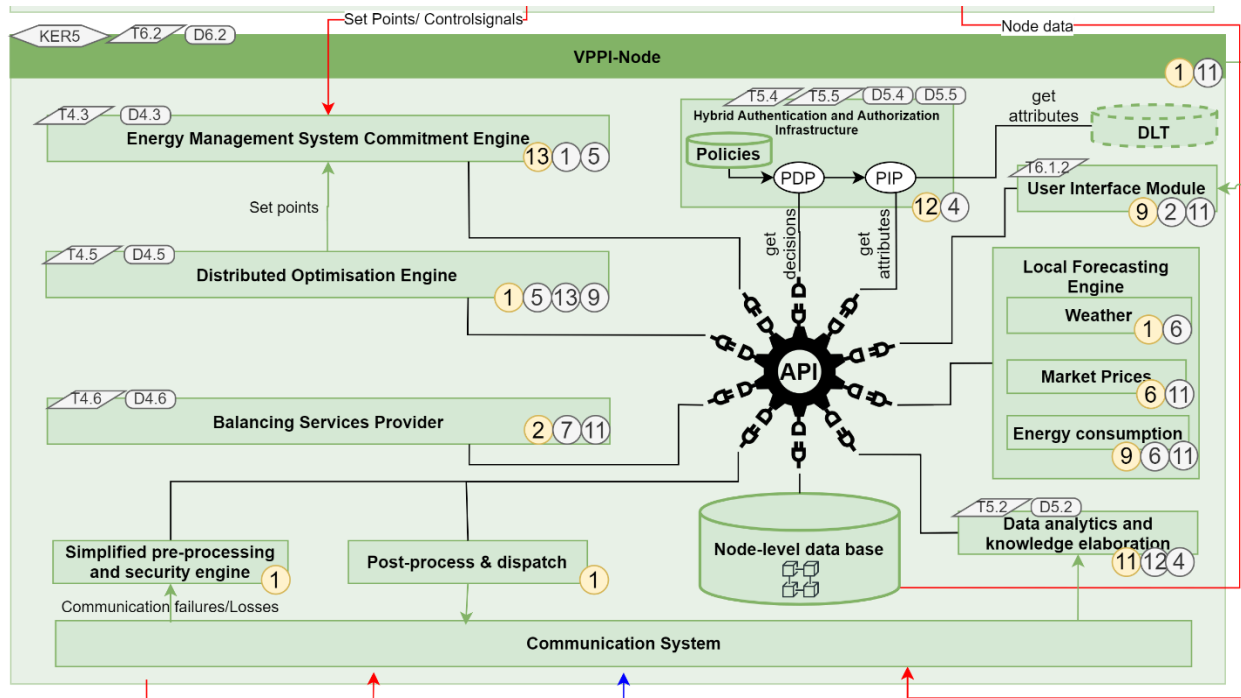 Set Points/ Controlsignals
Node data
KER5
T6.2
D6.2
VPPI-Node
1 11
T4.3
D4.3
Energy Management System Commitment Engine
13 1 5
Set points
T4.5
D4.5
Distributed Optimisation Engine
1 5 13 9
T4.6
D4.6
Balancing Services Provider
2 7 11
T5.4
T5.5
D5.4
D5.5
Hybrid Authentication and Authorization
Infrastructure
Policies
PDP
PIP
12 4
get
attributes
DLT
get
decisions
get
attributes
T6.1.2
User Interface Module
9 2 11
API
Local Forecasting
Engine
Weather
1 6
Market Prices
6 11
Energy consumption
9 6 11
T5.2
D5.2
Data analytics and
knowledge elaboration
11 12 4
Node-level data base
Simplified pre-processing
and security engine
1
Post-process & dispatch
1
Communication failures/Losses
Communication System